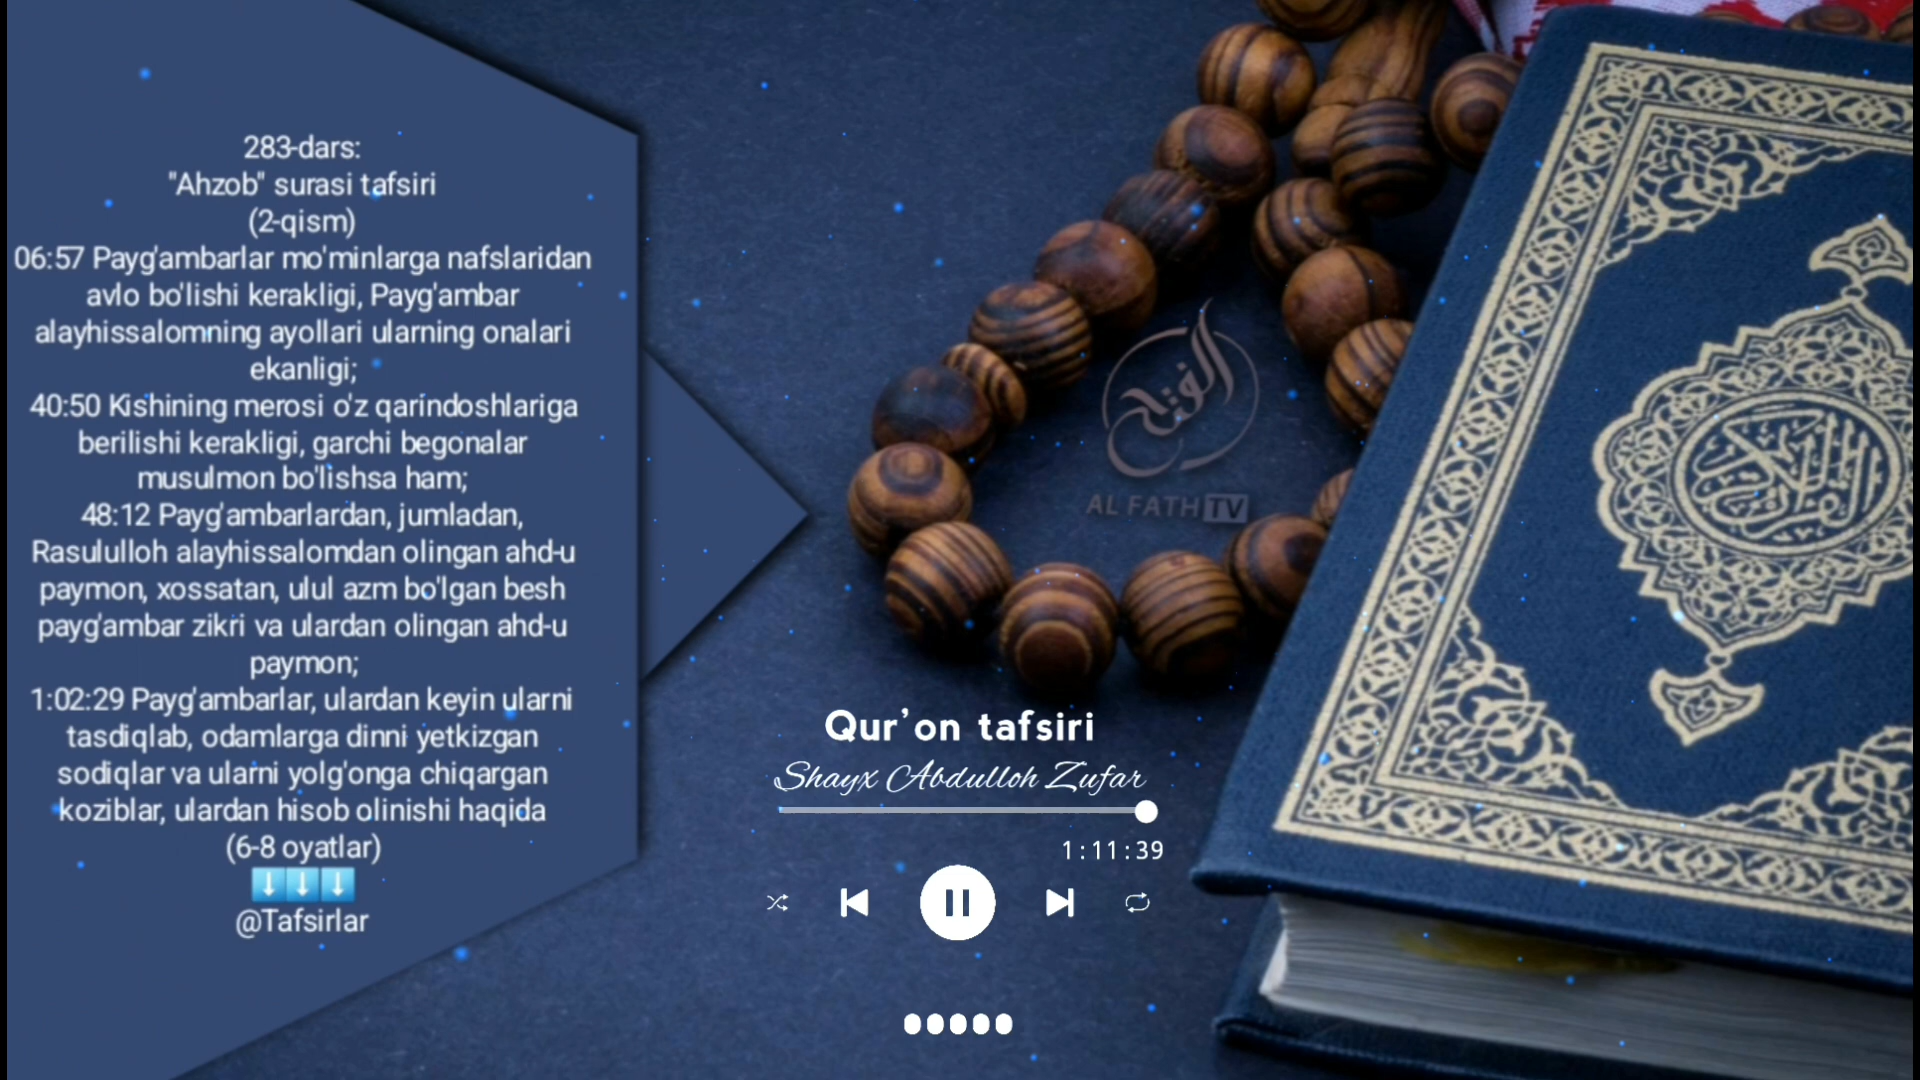 283-dars:
"Ahzob" surasi tafsiri
(2-qism)
06:57 Payg'ambarlar mo'minlarga nafslaridan
avlo bo'lishi kerakligi, Payg'ambar
alayhissalomning ayollari ularning onalari
ekanligi;
40:50 Kishining merosi o'z qarindoshlariga
berilishi kerakligi, garchi begonalar
musulmon bo'lishsa ham;
48:12 Payg'ambarlardan, jumladan,
Rasululloh alayhissalomdan olingan ahd-u
paymon, xossatan, ulul azm bo'lgan besh
payg'ambar zikri va ulardan olingan ahd-u
paymon;
1:02:29 Payg'ambarlar, ulardan keyin ularni
tasdiqlab, odamlarga dinni yetkizgan
sodiqlar va ularni yolg'onga chiqargan
koziblar, ulardan hisob olinishi haqida
(6-8 oyatlar)
⬇️⬇️⬇️
@Tafsirlar
الفتح
AL FATH TV
Qur’on tafsiri
Shayx Abdulloh Zufar
1:11:39